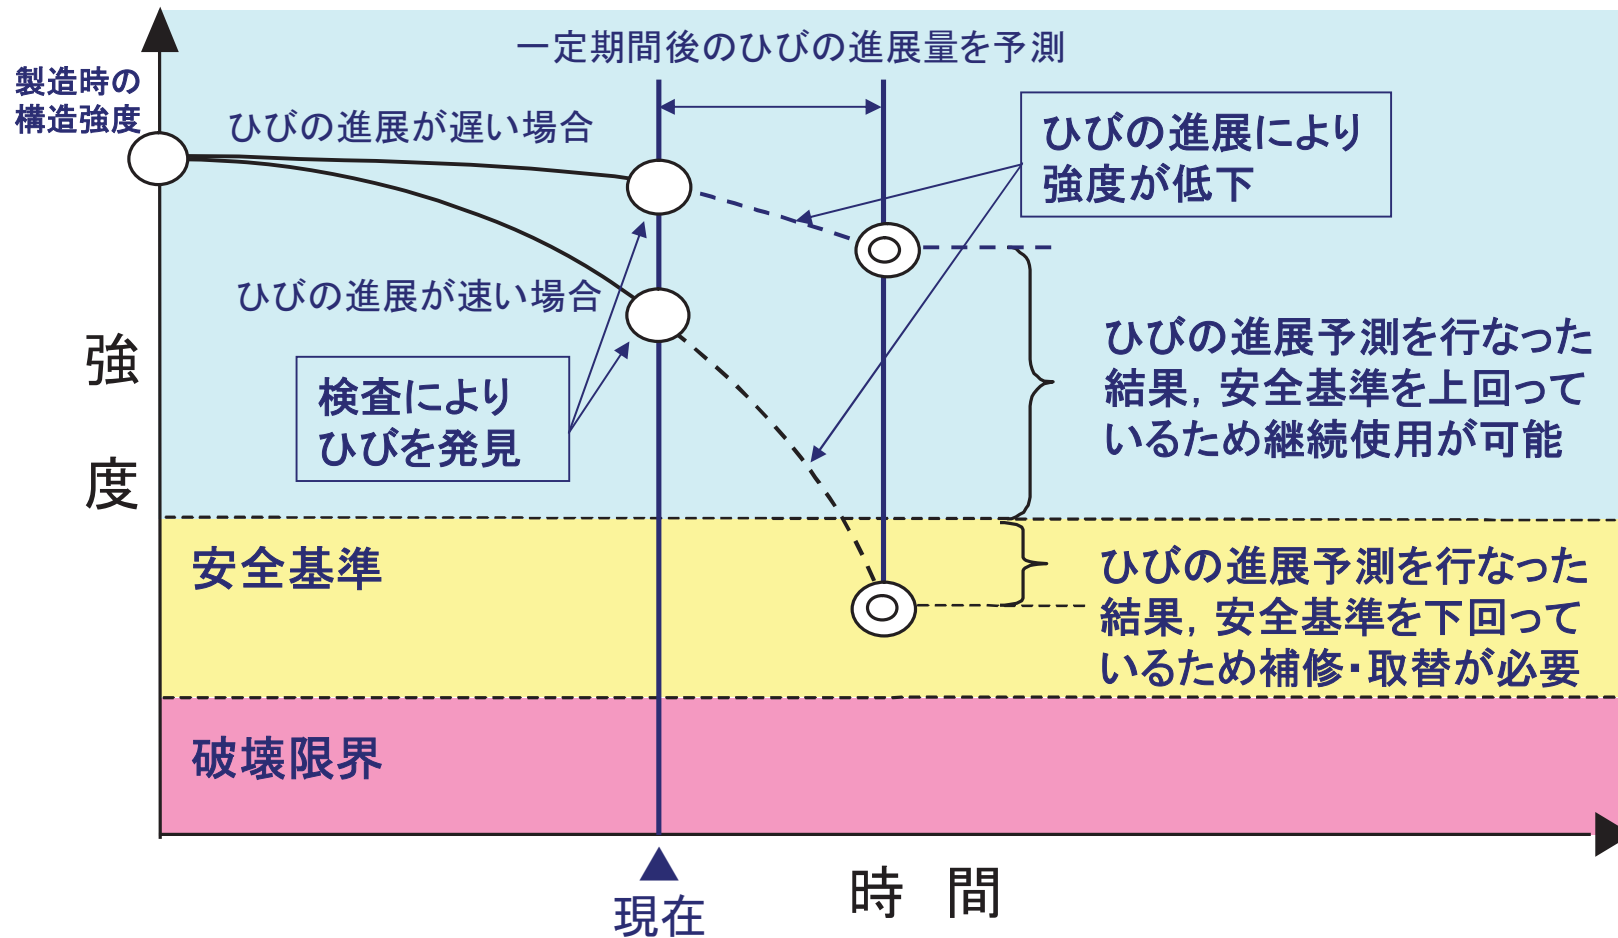 一定期間後のひびの進展量を予測
製造時の
構造強度
ひびの進展が遅い場合
ひびの進展により
強度が低下
ひびの進展が速い場合
強度
検査により
ひびを発見
ひびの進展予測を行なった
結果，安全基準を上回って
いるため継続使用が可能
安全基準
ひびの進展予測を行なった
結果，安全基準を下回って
いるため補修・取替が必要
破壊限界
時間
現在